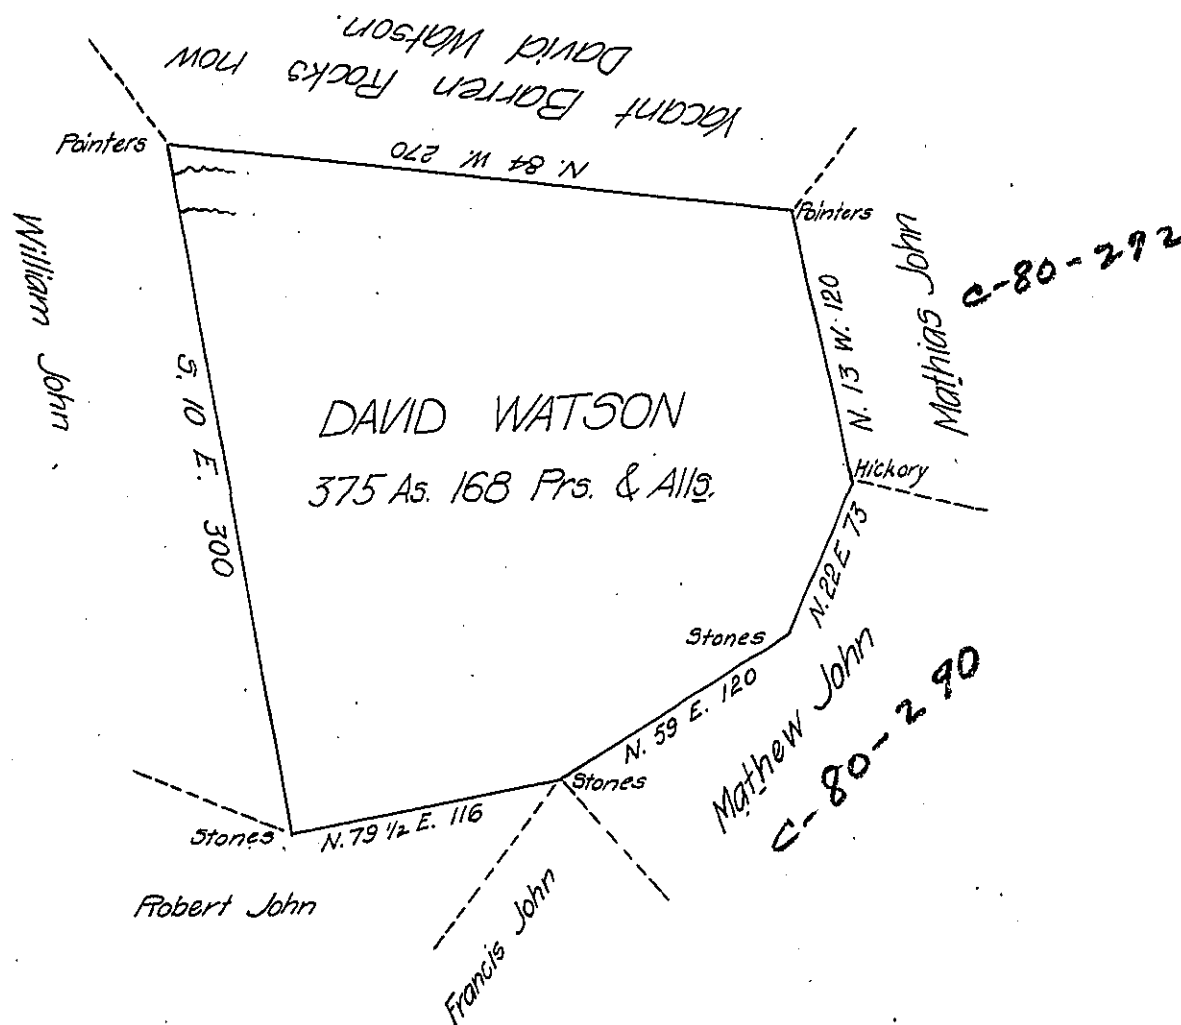 Vacant Barren Rocks now
David Watson.
Pointers
N. 84 W. 270
Pointers
William John
Mathias John
C-80-292
N. 13 W. 120
S. 10 E. 300
DAVID WATSON
375 As. 168 Prs. & Alls.
Hickory
N. 22 E 73
Stones
N. 59 E. 120
Mathew John
C-80-290
Stones
N. 79 1/2 E. 116
Stones
Robert John
Francis John